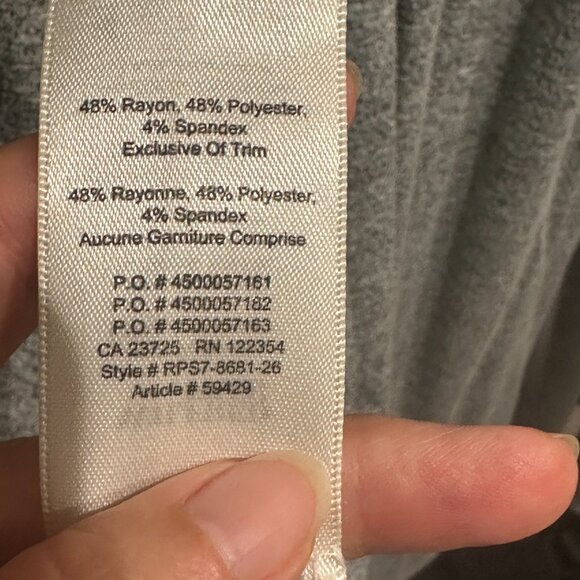 48% Rayon, 48% Polyester,
4% Spandex
Exclusive Of Trim
48% Rayonne, 48% Polyester,
4% Spandex
Aucune Garniture Comprise
P.O. # 4500057161
P.O. # 4500057162
P.O. # 4500057163
CA 23725 RN 122354
Style # RPS7-8681-26
Article # 59429